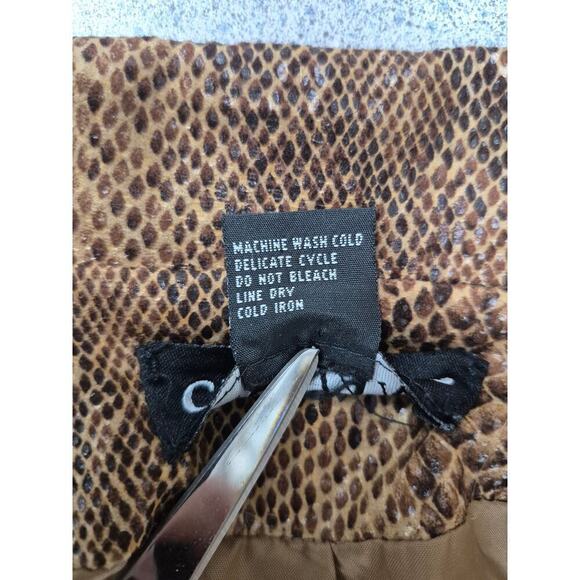 MACHINE WASH COLD
DELICATE CYCLE
DO NOT BLEACH
LINE DRY
COLD IRON